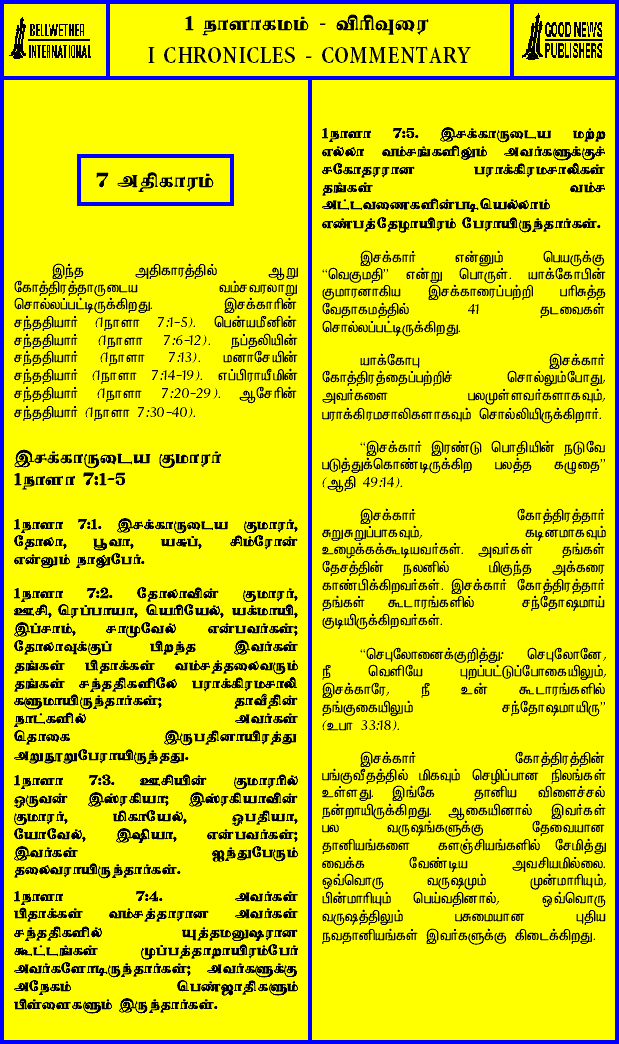 BELLWETHER
INTERNATIONAL
1 நாளாகமம் - விரிவுரை
I CHRONICLES - COMMENTARY
GOOD NEWS
PUBLISHERS
7 அதிகாரம்
இந்த அதிகாரத்தில் ஆறு
கோத்திரத்தாருடைய வம்சவரலாறு
சொல்லப்பட்டிருக்கிறது. இசக்காரின்
சந்ததியார் (1நாளா 7:1-5). பென்யமீனின்
சந்ததியார் (1நாளா 7:6-12). நப்தலியின்
சந்ததியார் (1நாளா 7:13). மனாசேயின்
சந்ததியார் (1நாளா 7:14-19). எப்பிராயீமின்
சந்ததியார் (1நாளா 7:20-29). ஆசேரின்
சந்ததியார் (1நாளா 7:30-40).
இசக்காருடைய குமாரர்
1நாளா 7:1-5
1நாளா 7:1. இசக்காருடைய குமாரர்,
தோலா, பூவா, யசுப், சிம்ரோன்
என்னும் நாலுபேர்.
1நாளா 7:2. தோலாவின் குமாரர்,
ஊசி, ரெப்பாயா, யெரியேல், யக்மாயி,
இப்சாம், சாமுவேல் என்பவர்கள்;
தோலாவுக்குப் பிறந்த இவர்கள்
தங்கள் பிதாக்கள் வம்சத்தலைவரும்
தங்கள் சந்ததிகளிலே பராக்கிரமசாலி
களுமாயிருந்தார்கள்; தாவீதின்
நாட்களில் அவர்கள்
தொகை இருபதினாயிரத்து
அறுநூறுபேராயிருந்தது.
1நாளா 7:3. ஊசியின் குமாரரில்
ஒருவன் இஸ்ரகியா; இஸ்ரகியாவின்
குமாரர், மிகாயேல், ஒபதியா,
யோவேல், இஷியா, என்பவர்கள்;
இவர்கள் ஐந்துபேரும்
தலைவராயிருந்தார்கள்.
1நாளா 7:4. அவர்கள்
பிதாக்கள் வம்சத்தாரான அவர்கள்
சந்ததிகளில் யுத்தமனுஷரான
கூட்டங்கள் முப்பத்தாறாயிரம்பேர்
அவர்களோடிருந்தார்கள்; அவர்களுக்கு
அநேகம் பெண்ஜாதிகளும்
பிள்ளைகளும் இருந்தார்கள்.
1நாளா 7:5. இசக்காருடைய மற்ற
எல்லா வம்சங்களிலும் அவர்களுக்குச்
சகோதரரான பராக்கிரமசாலிகள்
தங்கள் வம்ச
அட்டவணைகளின்படியெல்லாம்
எண்பத்தேழாயிரம் பேராயிருந்தார்கள்.
இசக்கார் என்னும் பெயருக்கு
“வெகுமதி” என்று பொருள். யாக்கோபின்
குமாரனாகிய இசக்காரைப்பற்றி பரிசுத்த
வேதாகமத்தில் 41 தடவைகள்
சொல்லப்பட்டிருக்கிறது.
யாக்கோபு இசக்கார்
கோத்திரத்தைப்பற்றிச் சொல்லும்போது,
அவர்களை பலமுள்ளவர்களாகவும்,
பராக்கிரமசாலிகளாகவும் சொல்லியிருக்கிறார்.
“இசக்கார் இரண்டு பொதியின் நடுவே
படுத்துக்கொண்டிருக்கிற பலத்த கழுதை”
(ஆதி 49:14).
இசக்கார் கோத்திரத்தார்
சுறுசுறுப்பாகவும், கடினமாகவும்
உழைக்கக்கூடியவர்கள். அவர்கள் தங்கள்
தேசத்தின் நலனில் மிகுந்த அக்கரை
காண்பிக்கிறவர்கள். இசக்கார் கோத்திரத்தார்
தங்கள் கூடாரங்களில் சந்தோஷமாய்
குடியிருக்கிறவர்கள்.
“செபுலோனைக்குறித்து: செபுலோனே,
நீ வெளியே புறப்பட்டுப்போகையிலும்,
இசக்காரே, நீ உன் கூடாரங்களில்
தங்குகையிலும் சந்தோஷமாயிரு”
(உபா 33:18).
இசக்கார் கோத்திரத்தின்
பங்குவீதத்தில் மிகவும் செழிப்பான நிலங்கள்
உள்ளது. இங்கே தானிய விளைச்சல்
நன்றாயிருக்கிறது. ஆகையினால் இவர்கள்
பல வருஷங்களுக்கு தேவையான
தானியங்களை களஞ்சியங்களில் சேமித்து
வைக்க வேண்டிய அவசியமில்லை.
ஒவ்வொரு வருஷமும் முன்மாரியும்,
பின்மாரியும் பெய்வதினால், ஒவ்வொரு
வருஷத்திலும் பசுமையான புதிய
நவதானியங்கள் இவர்களுக்கு கிடைக்கிறது.